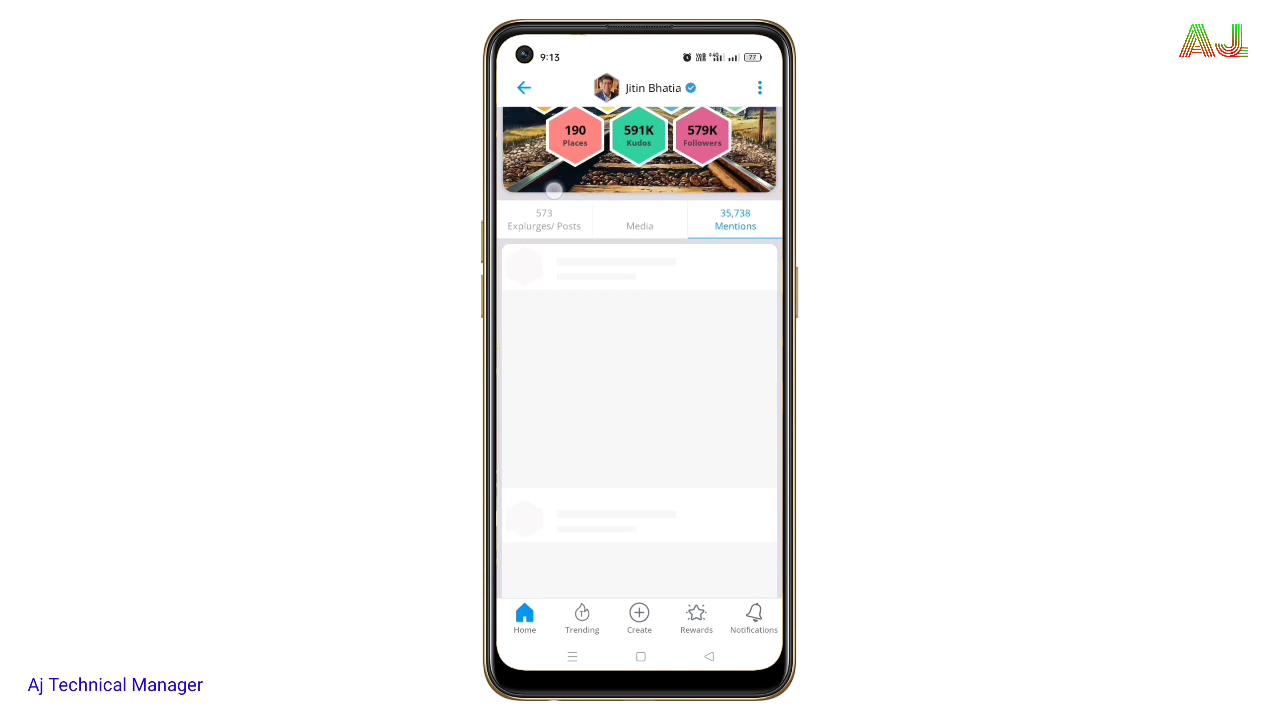 AJ
9:13
77
Jitin Bhatia
190
Places
591K
Kudos
579K
Followers
573
Explurges/ Posts
Media
35,738
Mentions
Home
Trending
Create
Rewards
Notifications
Aj Technical Manager